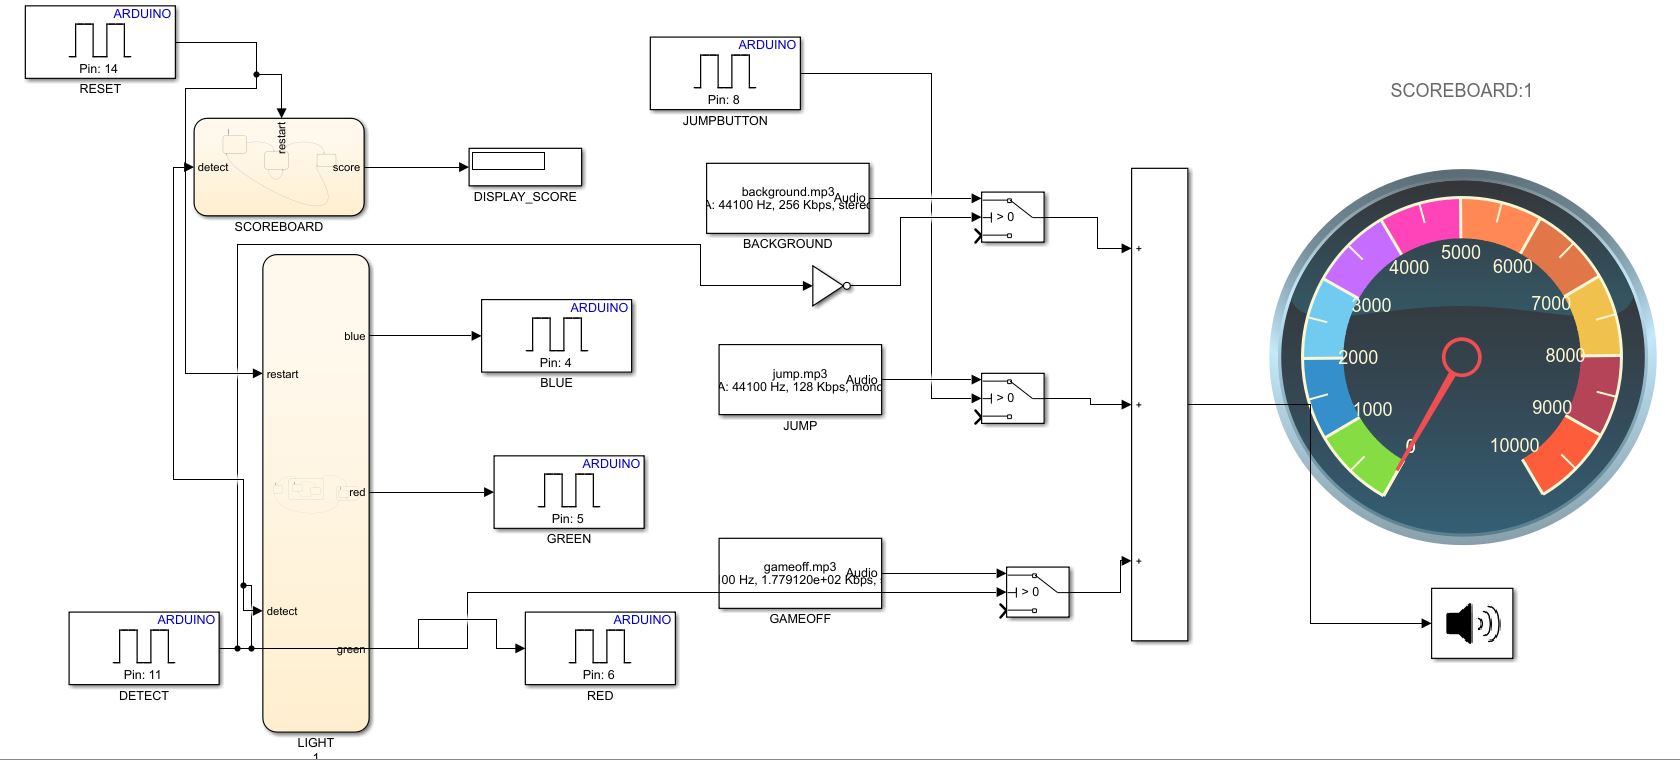 ARDUINO
Pin: 14
RESET
restart
detect
score
SCOREBOARD
DISPLAY_SCORE
ARDUINO
Pin: 8
JUMPBUTTON
background.mp3
Audio
A: 44100 Hz, 256 Kbps, stereo
BACKGROUND
> 0
+
blue
restart
red
detect
green
LIGHT
1
ARDUINO
Pin: 4
BLUE
ARDUINO
Pin: 5
GREEN
ARDUINO
Pin: 11
DETECT
ARDUINO
Pin: 6
RED
jump.mp3
Audio
A: 44100 Hz, 128 Kbps, mono
JUMP
> 0
+
gameoff.mp3
Audio
00 Hz, 1.779120e+02 Kbps,
GAMEOFF
> 0
+
SCOREBOARD:1
0
1000
2000
3000
4000
5000
6000
7000
8000
9000
10000